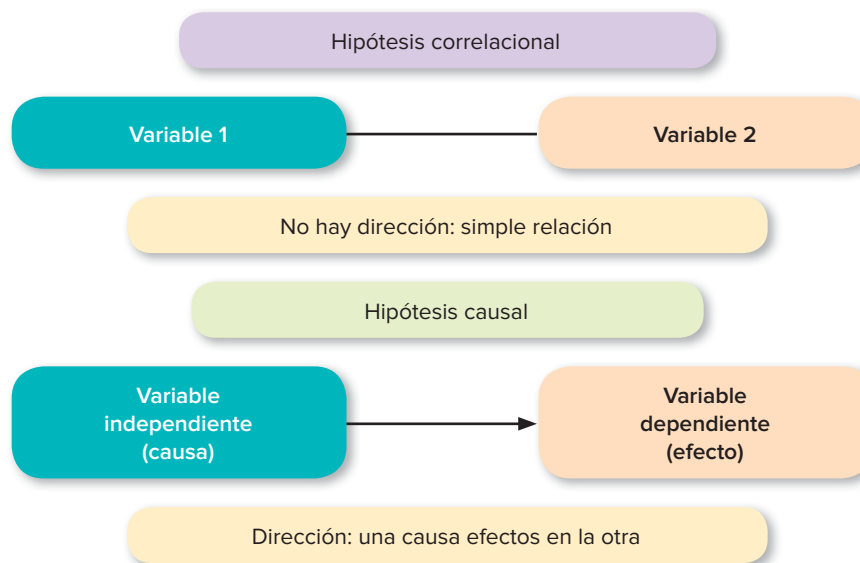 Hipótesis correlacional
Variable 1
Variable 2
No hay dirección: simple relación
Hipótesis causal
Variable
independiente
(causa)
Variable
dependiente
(efecto)
Dirección: una causa efectos en la otra